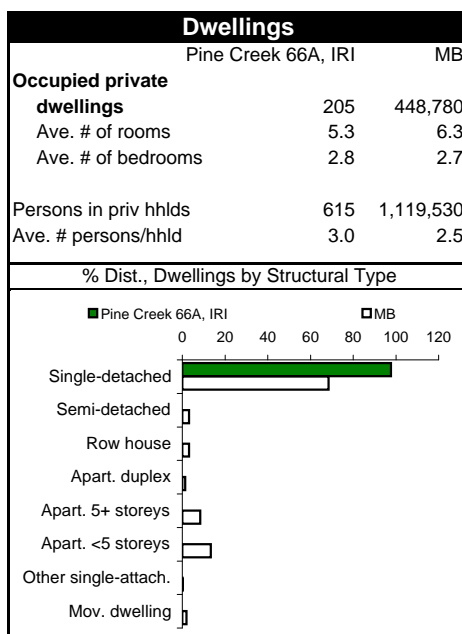 Dwellings
Pine Creek 66A, IRI MB
Occupied private
dwellings 205 448,780
Ave. # of rooms 5.3 6.3
Ave. # of bedrooms 2.8 2.7
Persons in priv hhlds 615 1,119,530
Ave. # persons/hhld 3.0 2.5
% Dist., Dwellings by Structural Type
Pine Creek 66A, IRI MB
0 20 40 60 80 100 120
Single-detached
Semi-detached
Row house
Apart. duplex
Apart. 5+ storeys
Apart. <5 storeys
Other single-attach.
Mov. dwelling